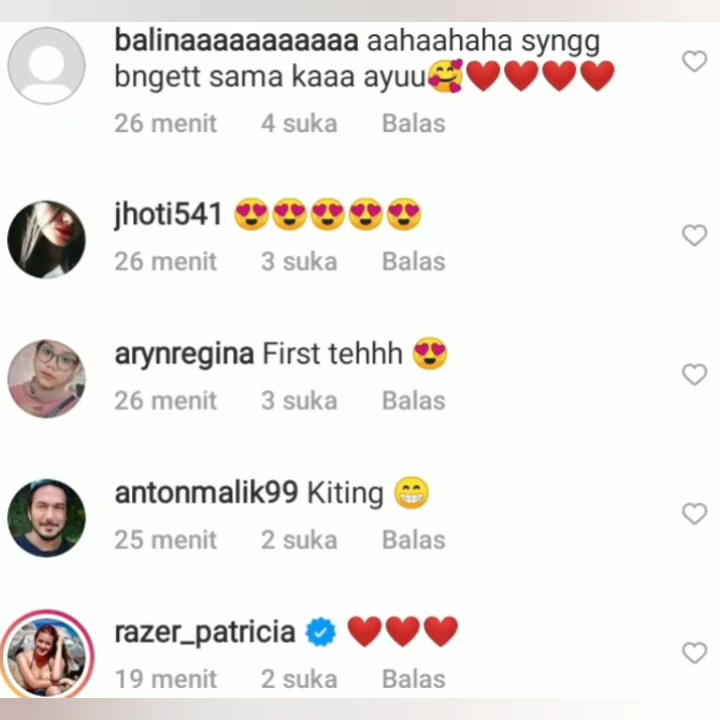 balinaaaaaaaaaaa aahaahaha syngg
bngett sama kaaa ayuu🥰❤️❤️❤️❤️
26 menit 4 suka Balas
jhoti541 😍😍😍😍😍
26 menit 3 suka Balas
arynregina First tehhh 😍
26 menit 3 suka Balas
antonmalik99 Kiting 😁
25 menit 2 suka Balas
razer_patricia ❤️❤️❤️
19 menit 2 suka Balas